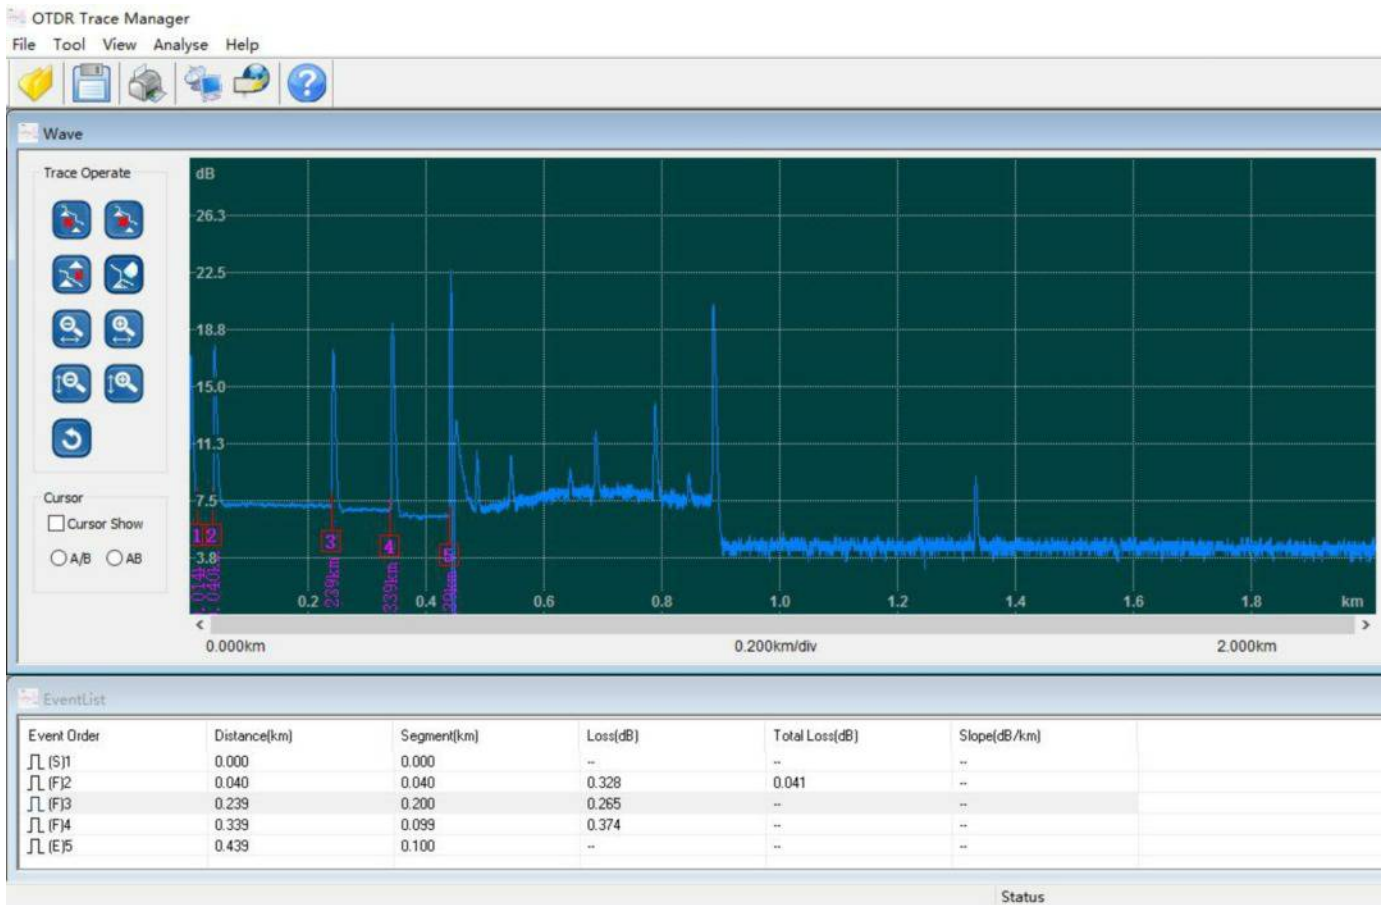 OTDR Trace Manager
File Tool View Analyse Help
Wave
Trace Operate
dB
26.3
22.5
18.8
15.0
11.3
7.5
3.8
1 2 3 4 5
239km 339km
0.2 0.4 0.6 0.8 1.0 1.2 1.4 1.6 1.8 km
Cursor
Cursor Show
A/B AB
0.000km 0.200km/div 2.000km
EventList
Event Order Distance(km) Segment(km) Loss(dB) Total Loss(dB) Slope(dB/km)
(S)1 0.000 0.000 -- -- --
(F)2 0.040 0.040 0.328 0.041 --
(F)3 0.239 0.200 0.265 -- --
(F)4 0.339 0.099 0.374 -- --
(E)5 0.439 0.100 -- -- --
Status